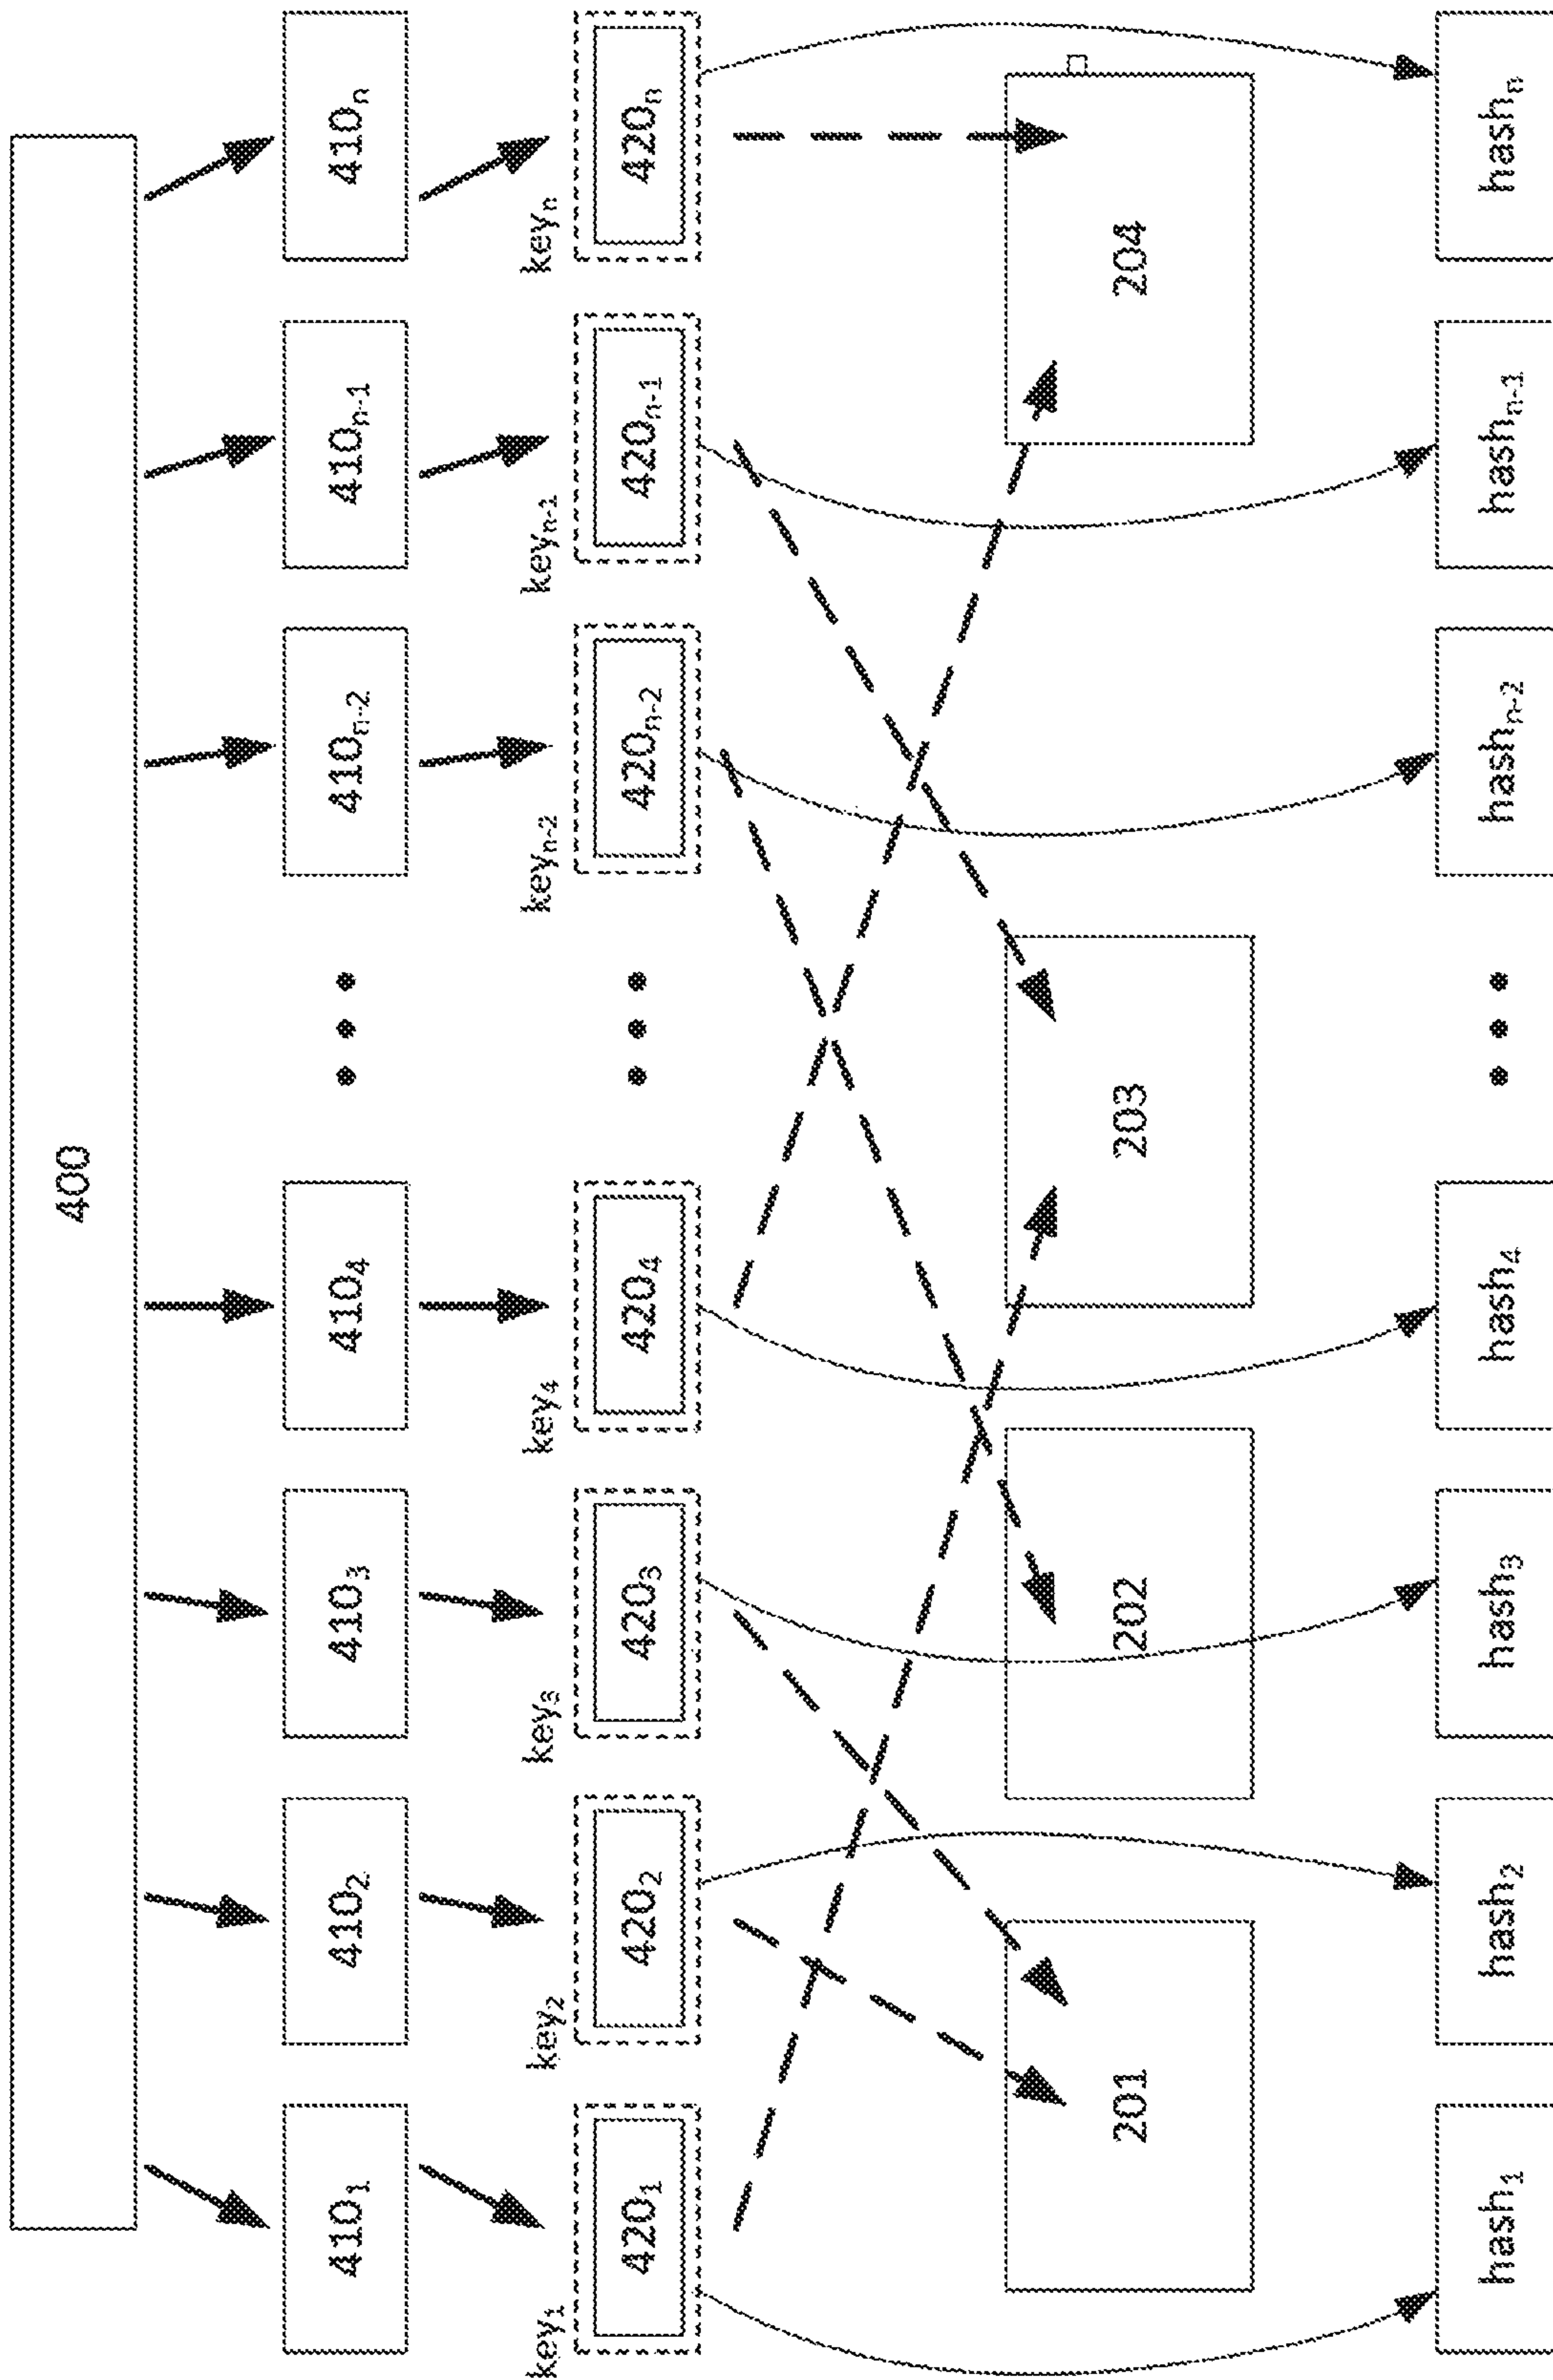 400
410₁ 410₂ 410₃ 410₄ ••• 410ₙ₋₂ 410ₙ₋₁ 410ₙ
key₁ key₂ key₃ key₄ keyₙ₋₂ keyₙ₋₁ keyₙ
420₁ 420₂ 420₃ 420₄ ••• 420ₙ₋₂ 420ₙ₋₁ 420ₙ
201 202 203 204
hash₁ hash₂ hash₃ hash₄ ••• hashₙ₋₂ hashₙ₋₁ hashₙ